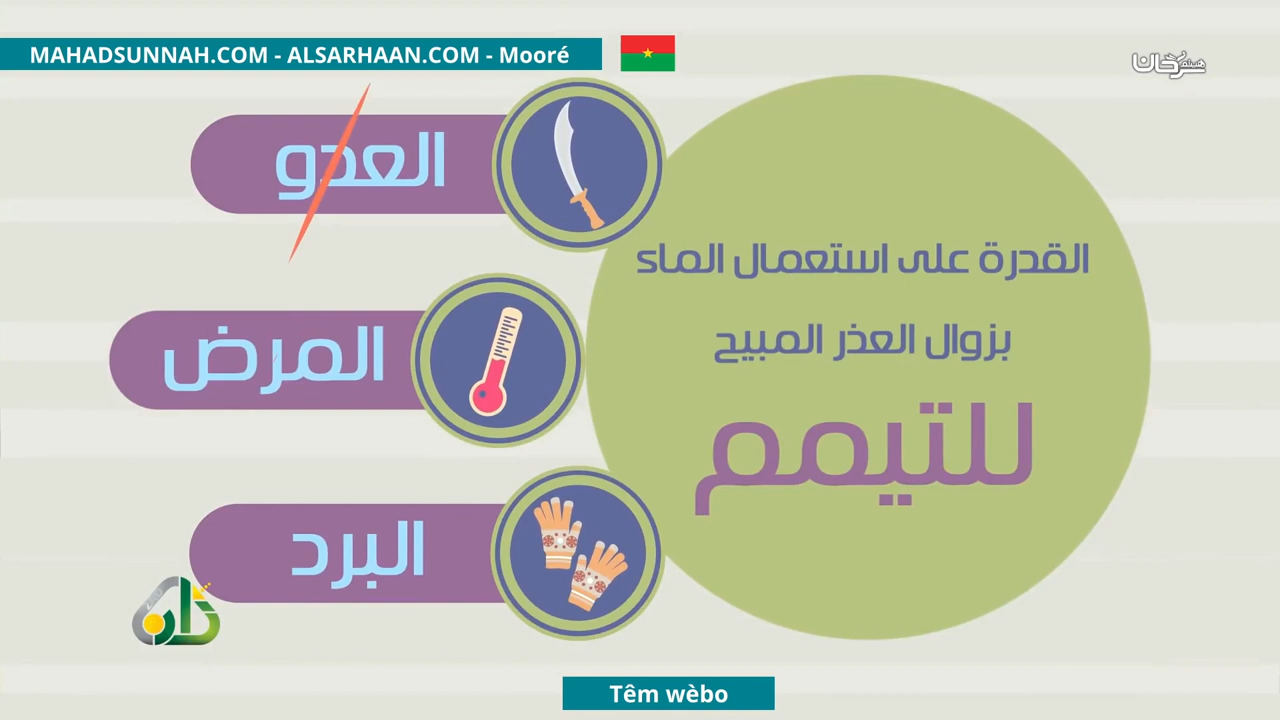 MAHADSUNNAH.COM - ALSARHAAN.COM - Mooré
العدو
القدرة على استعمال الماء
بزوال العذر المبيح
للتيمم
المرض
البرد
Têm wèbo